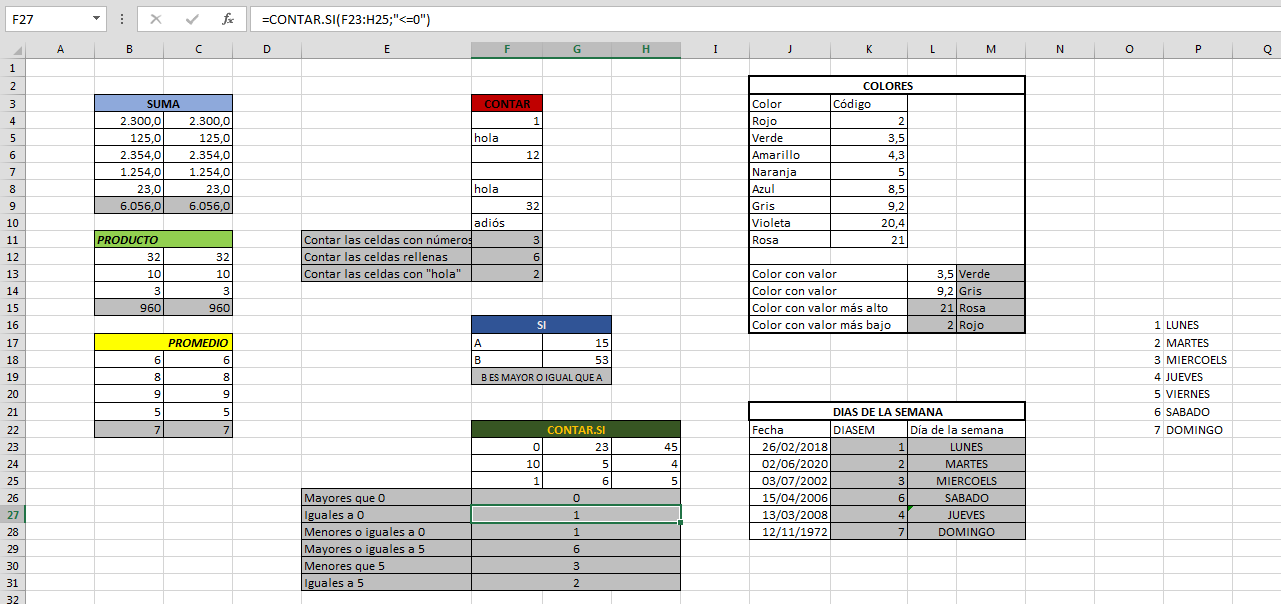 F27 fx =CONTAR.SI(F23:H25;"<=0")
A B C D E F G H I J K L M N O P Q
1
2 COLORES
3 SUMA CONTAR Color Código
4 2.300,0 2.300,0 1 Rojo 2
5 125,0 125,0 hola Verde 3,5
6 2.354,0 2.354,0 12 Amarillo 4,3
7 1.254,0 1.254,0 Naranja 5
8 23,0 23,0 hola Azul 8,5
9 6.056,0 6.056,0 32 Gris 9,2
10 adiós Violeta 20,4
11 PRODUCTO Contar las celdas con números 3 Rosa 21
12 32 32 Contar las celdas rellenas 6
13 10 10 Contar las celdas con "hola" 2 Color con valor 3,5 Verde
14 3 3 Color con valor 9,2 Gris
15 960 960 Color con valor más alto 21 Rosa
16 SI Color con valor más bajo 2 Rojo 1 LUNES
17 PROMEDIO A 15 2 MARTES
18 6 6 B 53 3 MIERCOELS
19 8 8 B ES MAYOR O IGUAL QUE A 4 JUEVES
20 9 9 5 VIERNES
21 5 5 DIAS DE LA SEMANA 6 SABADO
22 7 7 CONTAR.SI Fecha DIASEM Día de la semana 7 DOMINGO
23 0 23 45 26/02/2018 1 LUNES
24 10 5 4 02/06/2020 2 MARTES
25 1 6 5 03/07/2002 3 MIERCOELS
26 Mayores que 0 0 15/04/2006 6 SABADO
27 Iguales a 0 1 13/03/2008 4 JUEVES
28 Menores o iguales a 0 1 12/11/1972 7 DOMINGO
29 Mayores o iguales a 5 6
30 Menores que 5 3
31 Iguales a 5 2
32